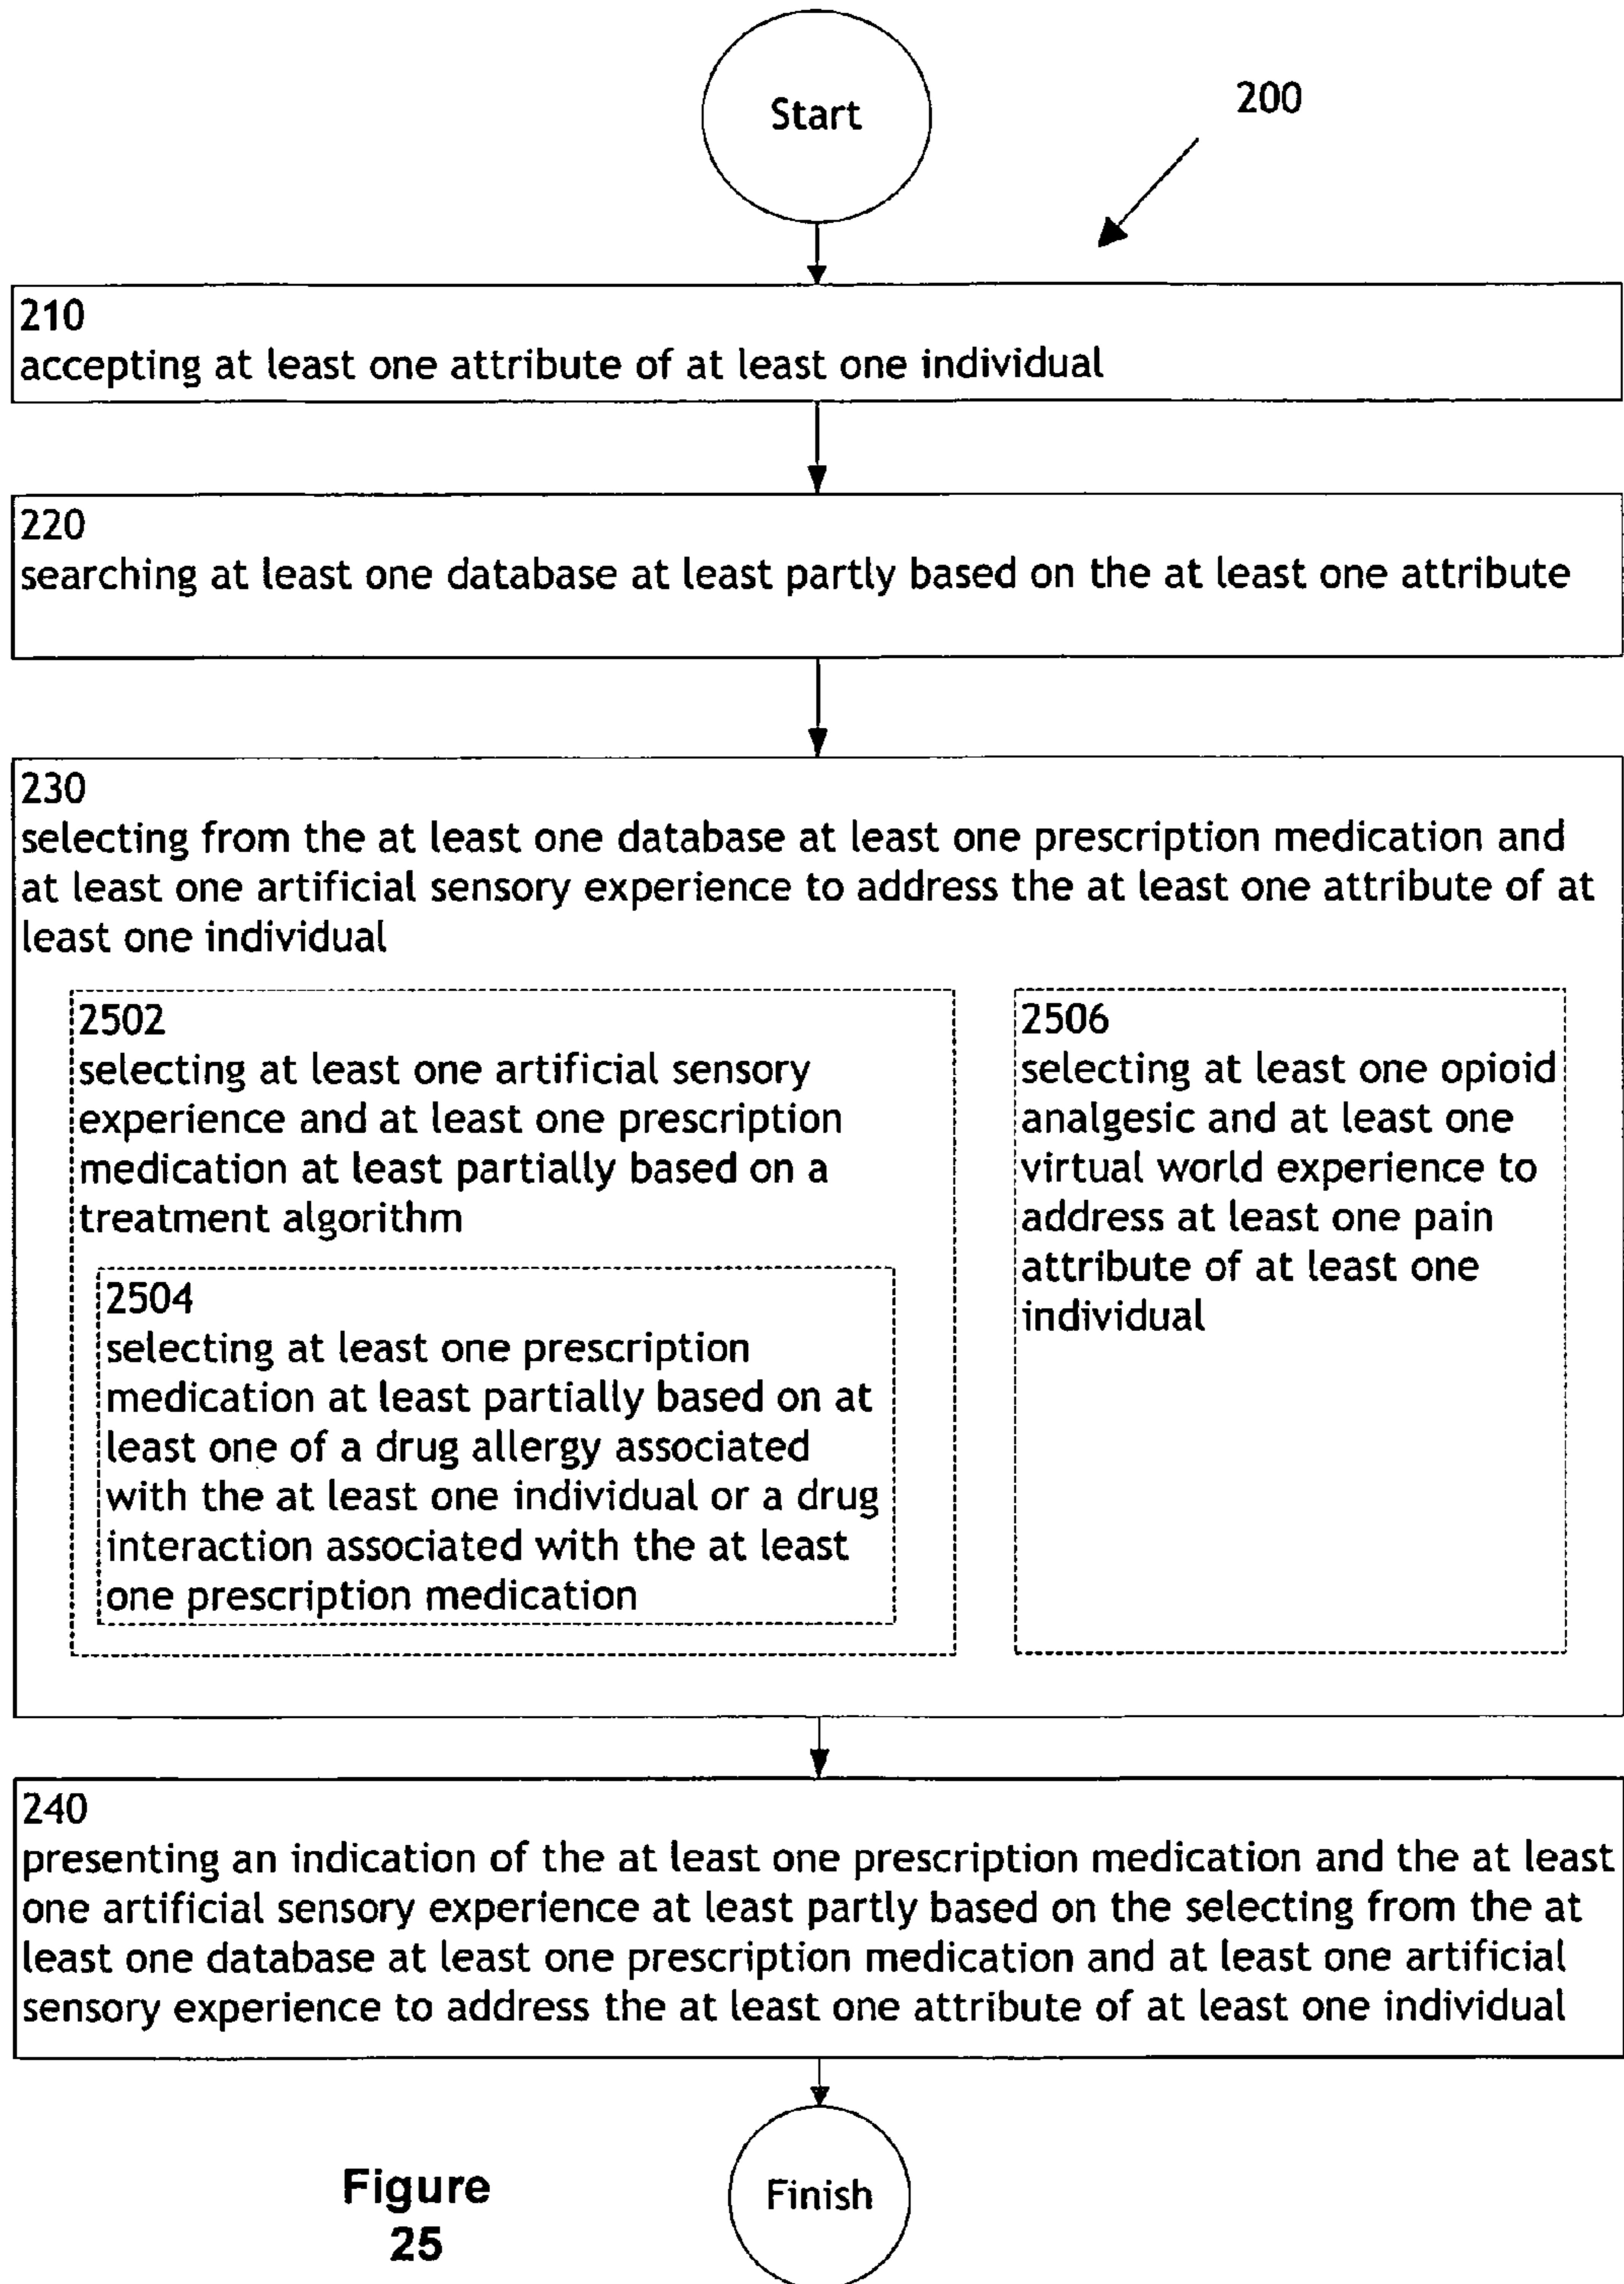 Start
200
210
accepting at least one attribute of at least one individual
220
searching at least one database at least partly based on the at least one attribute
230
selecting from the at least one database at least one prescription medication and
at least one artificial sensory experience to address the at least one attribute of at
least one individual
2502
selecting at least one artificial sensory
experience and at least one prescription
medication at least partially based on a
treatment algorithm
2504
selecting at least one prescription
medication at least partially based on at
least one of a drug allergy associated
with the at least one individual or a drug
interaction associated with the at least
one prescription medication
2506
selecting at least one opioid
analgesic and at least one
virtual world experience to
address at least one pain
attribute of at least one
individual
240
presenting an indication of the at least one prescription medication and the at least
one artificial sensory experience at least partly based on the selecting from the at
least one database at least one prescription medication and at least one artificial
sensory experience to address the at least one attribute of at least one individual
Finish
Figure
25